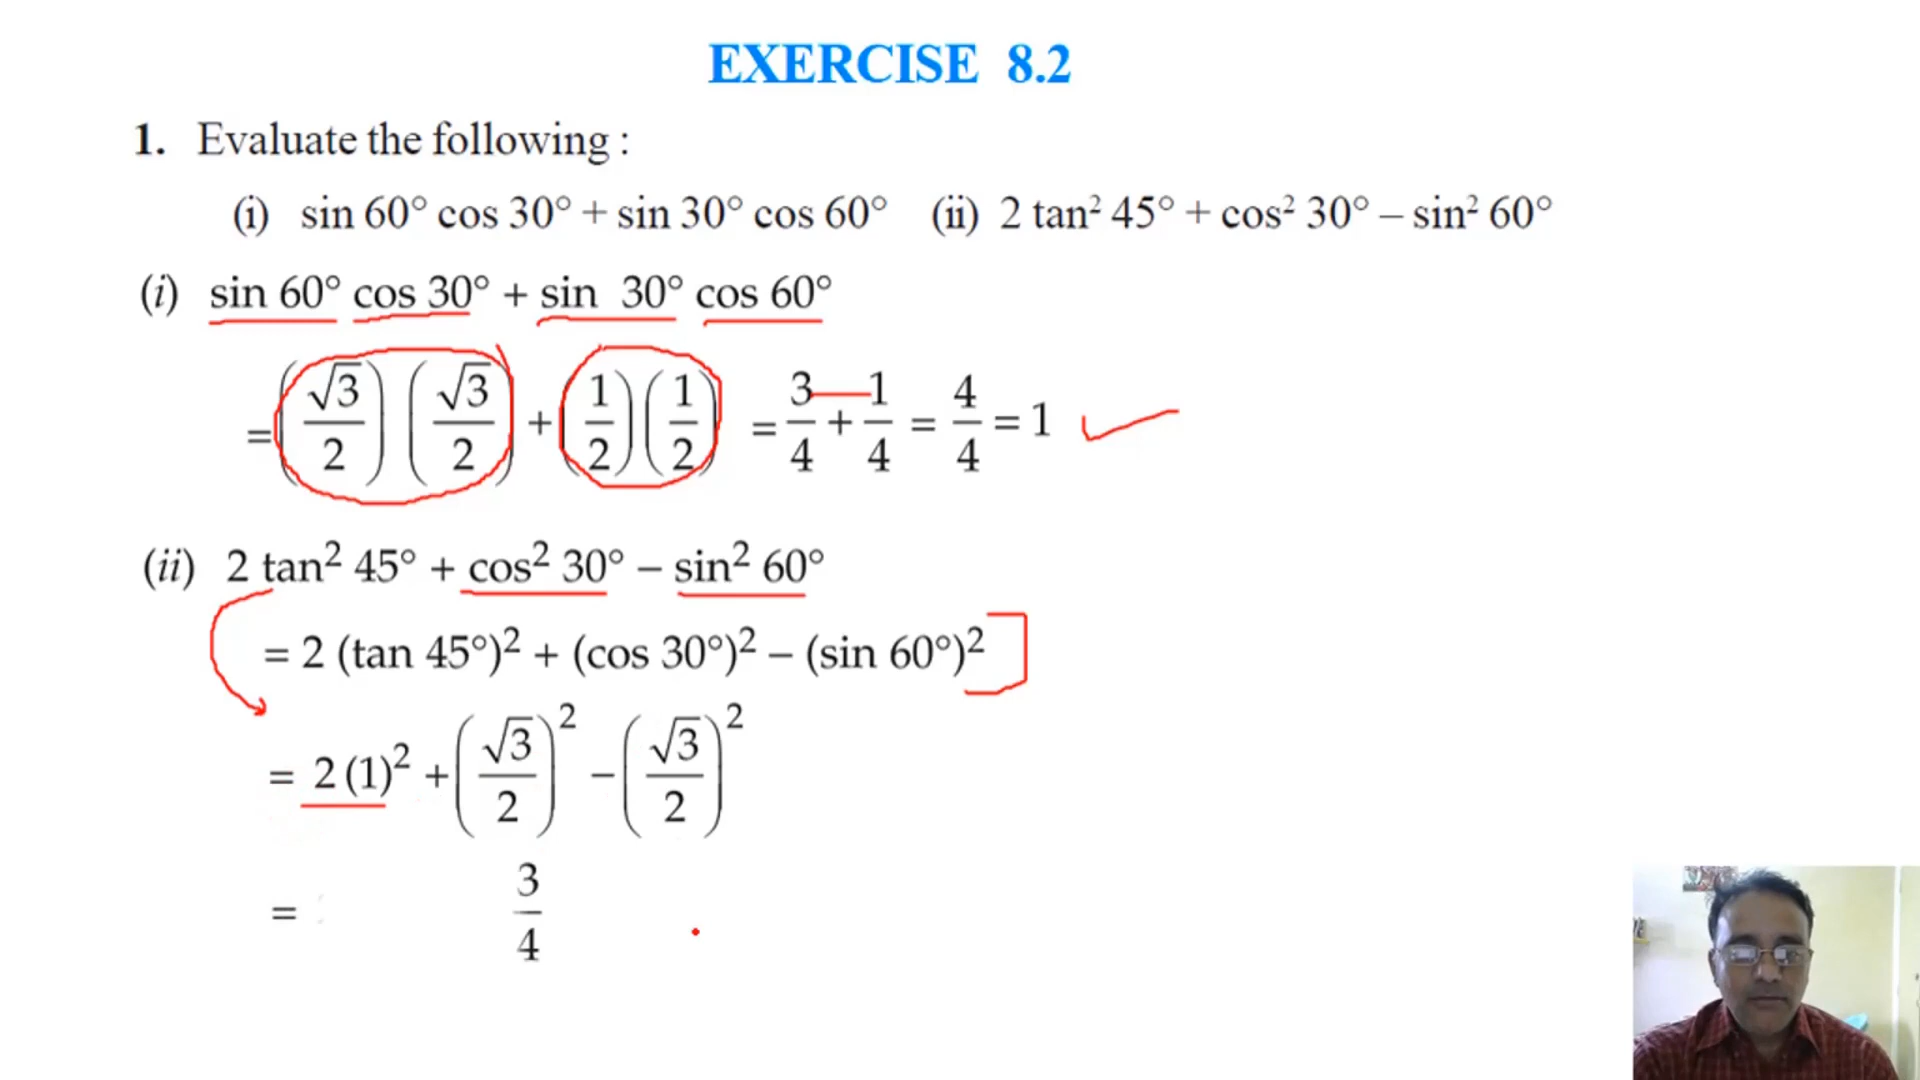 EXERCISE 8.2
1. Evaluate the following :
(i) sin 60° cos 30° + sin 30° cos 60° (ii) 2 tan² 45° + cos² 30° – sin² 60°
(i) sin 60° cos 30° + sin 30° cos 60°
= (√3/2) (√3/2) + (1/2) (1/2) = 3/4 + 1/4 = 4/4 = 1
(ii) 2 tan² 45° + cos² 30° – sin² 60°
= 2 (tan 45°)² + (cos 30°)² – (sin 60°)²
= 2 (1)² + (√3/2)² – (√3/2)²
= 3/4